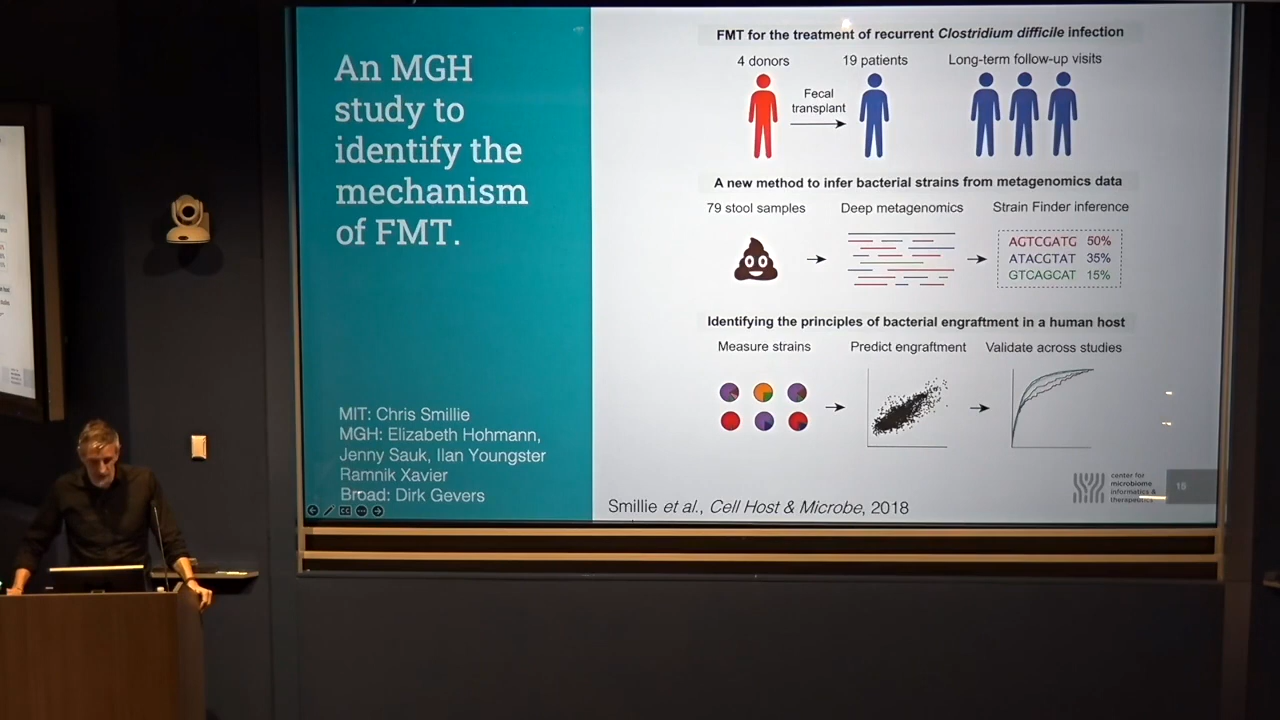 An MGH
study to
identify the
mechanism
of FMT.
MIT: Chris Smillie
MGH: Elizabeth Hohmann,
Jenny Sauk, Ilan Youngster
Ramnik Xavier
Broad: Dirk Gevers
FMT for the treatment of recurrent Clostridium difficile infection
4 donors
19 patients
Long-term follow-up visits
Fecal
transplant
A new method to infer bacterial strains from metagenomics data
79 stool samples
Deep metagenomics
Strain Finder inference
AGTCGATG 50%
ATACGTAT 35%
GTCAGCAT 15%
Identifying the principles of bacterial engraftment in a human host
Measure strains
Predict engraftment
Validate across studies
Smillie et al., Cell Host & Microbe, 2018
center for
microbiome
informatics &
therapeutics
15